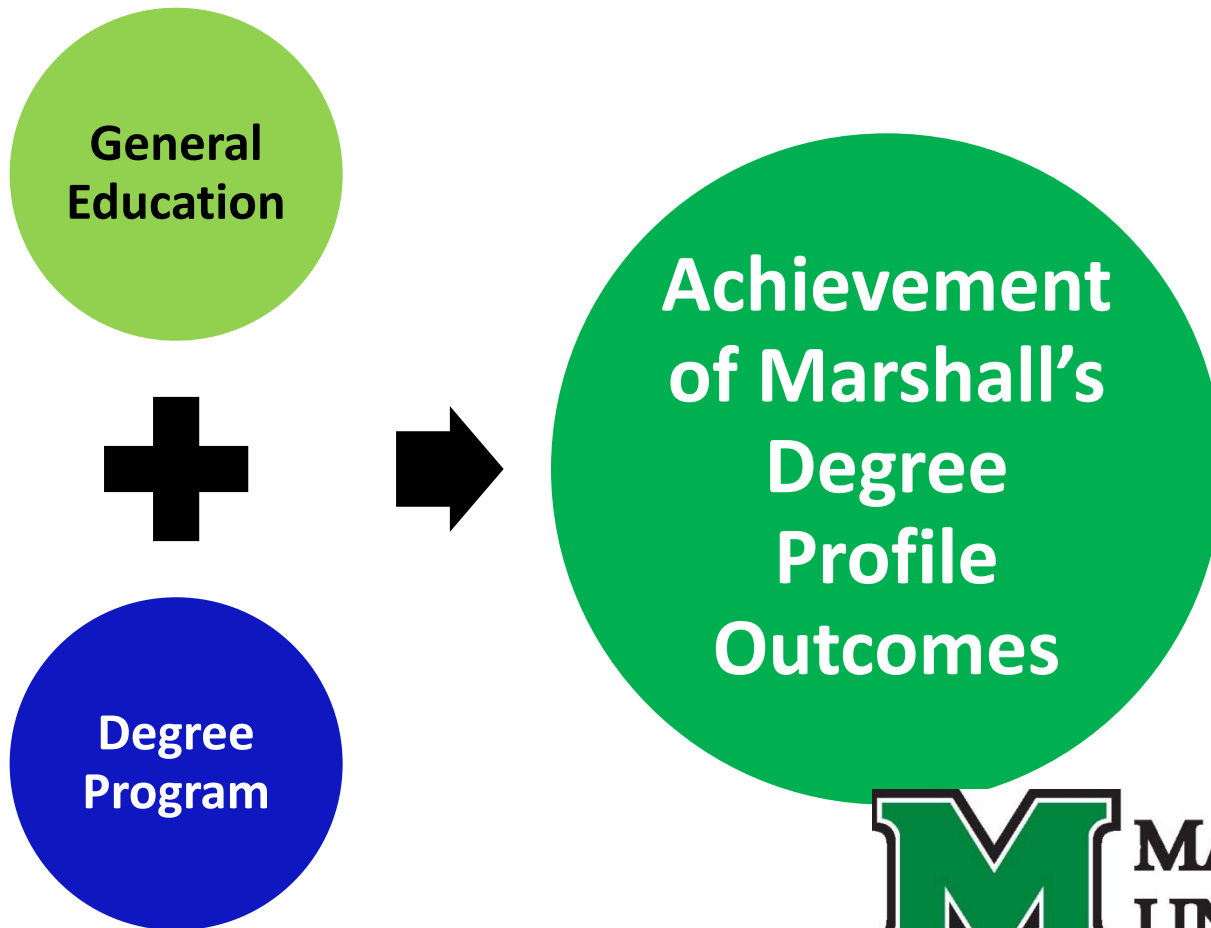 General
Education
Degree
Program
Achievement
of Marshall’s
Degree
Profile
Outcomes
M